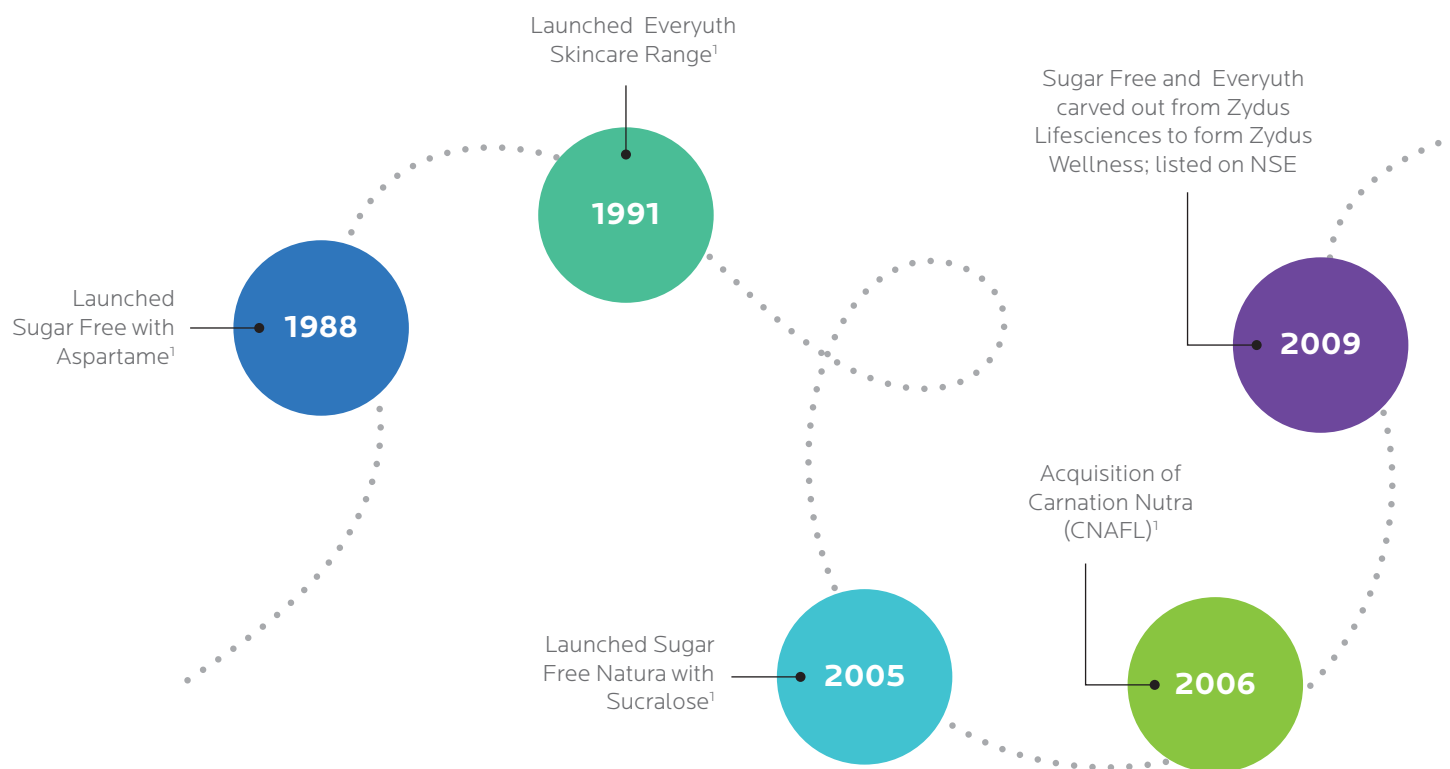 Launched
Sugar Free with
Aspartame¹
1988
Launched Everyuth
Skincare Range¹
1991
Launched Sugar
Free Natura with
Sucralose¹
2005
Acquisition of
Carnation Nutra
(CNAFL)¹
2006
Sugar Free and Everyuth
carved out from Zydus
Lifesciences to form Zydus
Wellness; listed on NSE
2009